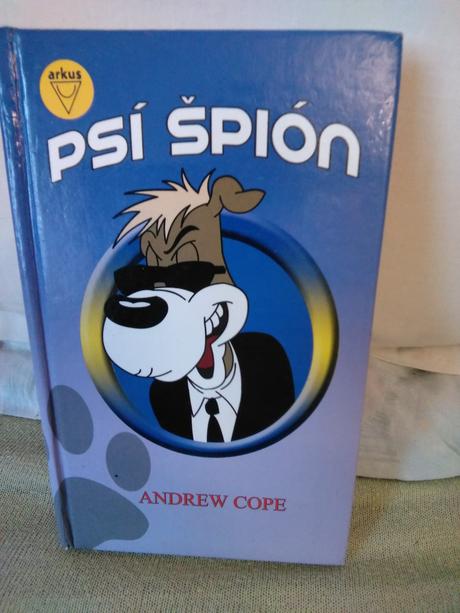 arkus
PSÍ ŠPIÓN
ANDREW COPE